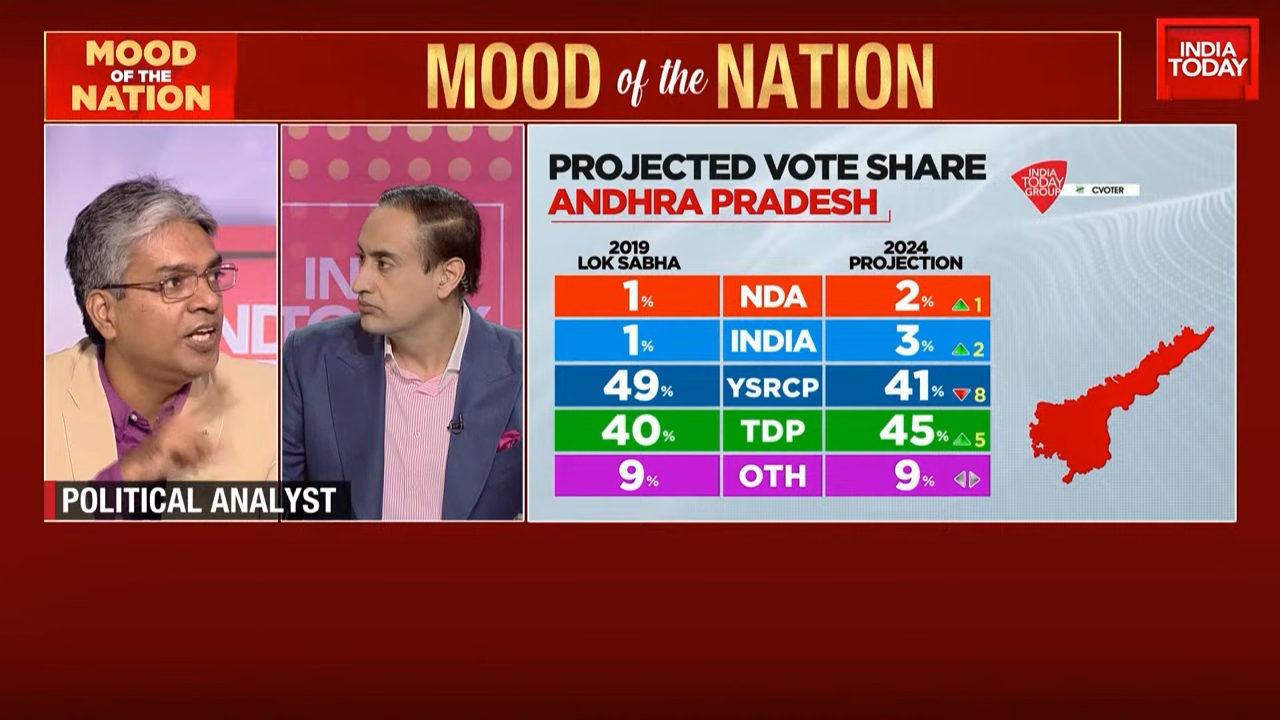 MOOD
OF THE
NATION
MOOD of the NATION
INDIA
TODAY
IN
INDTODAY
POLITICAL ANALYST
PROJECTED VOTE SHARE
ANDHRA PRADESH
INDIA
TODAY
GROUP
CVOTER
2019
LOK SABHA
2024
PROJECTION
1% NDA 2% 1
1% INDIA 3% 2
49% YSRCP 41% 8
40% TDP 45% 5
9% OTH 9%